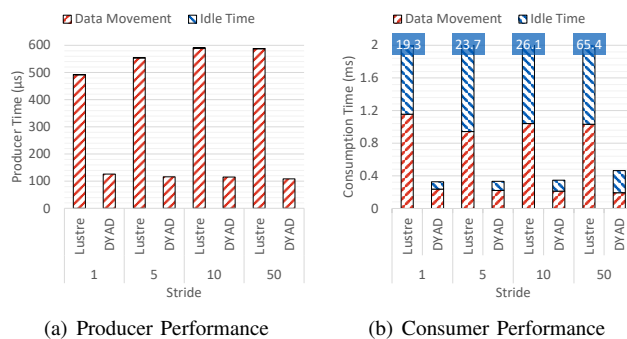 Data Movement Idle Time
600
500
400
300
200
100
0
Producer Time (µs)
Lustre DYAD Lustre DYAD Lustre DYAD Lustre DYAD
1 5 10 50
Stride
(a) Producer Performance
Data Movement Idle Time
19.3 23.7 26.1 65.4
2
1.6
1.2
0.8
0.4
0
Consumption Time (ms)
Lustre DYAD Lustre DYAD Lustre DYAD Lustre DYAD
1 5 10 50
Stride
(b) Consumer Performance